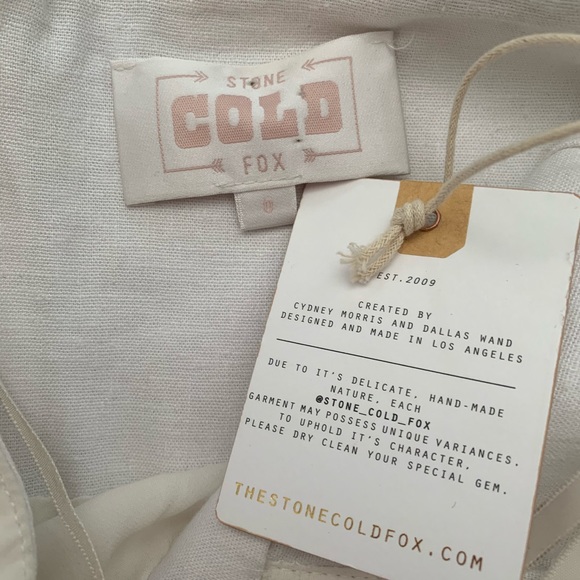 STONE
COLD
FOX
EST.2009
CREATED BY
CYDNEY MORRIS AND DALLAS WAND
DESIGNED AND MADE IN LOS ANGELES
DUE TO IT'S DELICATE, HAND-MADE
NATURE, EACH
@STONE_COLD_FOX
GARMENT MAY POSSESS UNIQUE VARIANCES.
TO UPHOLD IT'S CHARACTER,
PLEASE DRY CLEAN YOUR SPECIAL GEM.
THESTONECOLDFOX.COM